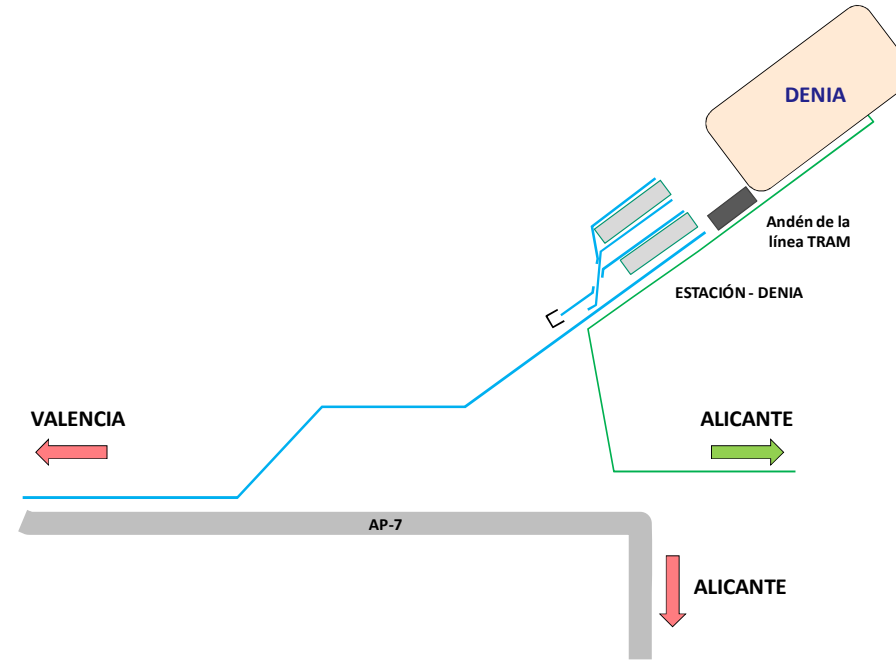 DENIA
Andén de la
línea TRAM
ESTACIÓN - DENIA
VALENCIA
ALICANTE
AP-7
ALICANTE